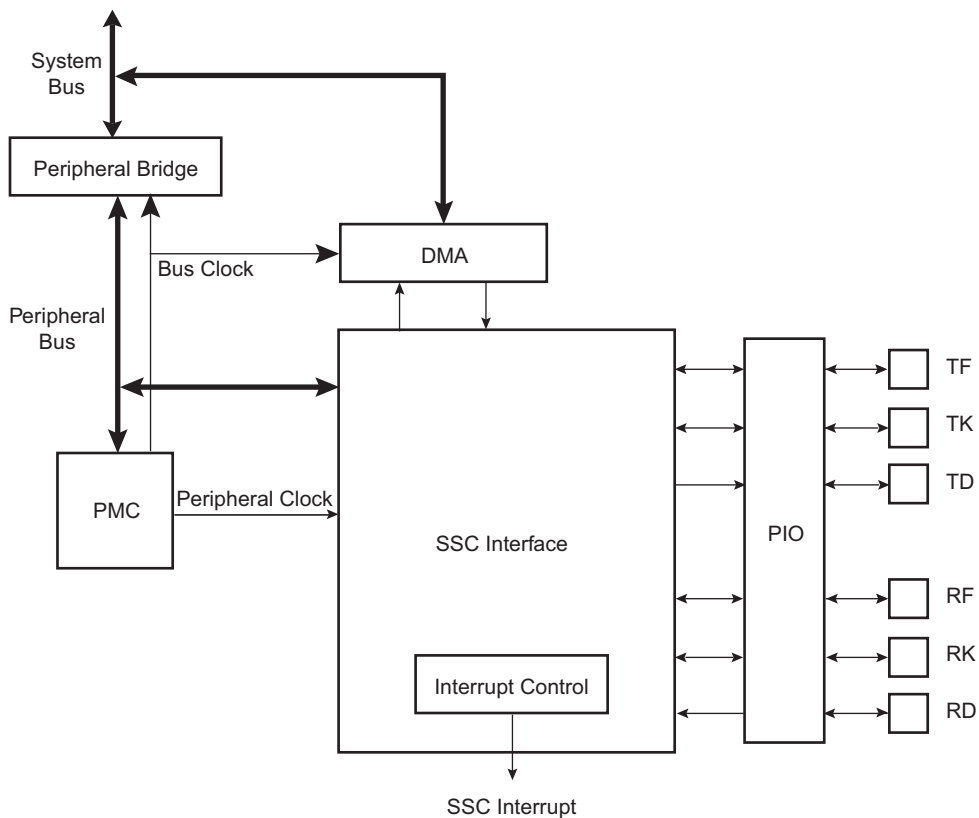 System
Bus
Peripheral Bridge
DMA
Bus Clock
Peripheral
Bus
TF
TK
TD
PMC
Peripheral Clock
SSC Interface
PIO
RF
RK
RD
Interrupt Control
SSC Interrupt